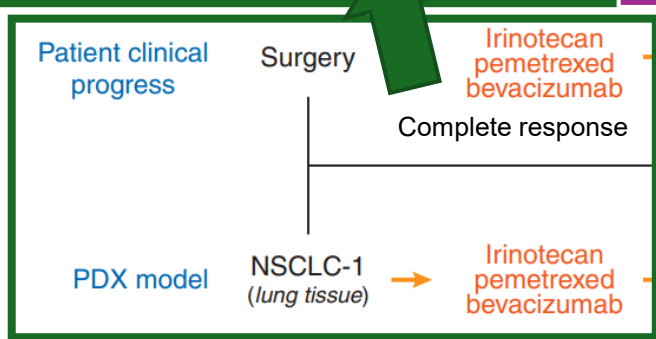 Patient clinical
progress
Surgery
Irinotecan
pemetrexed
bevacizumab
Complete response
PDX model
NSCLC-1
(lung tissue)
Irinotecan
pemetrexed
bevacizumab